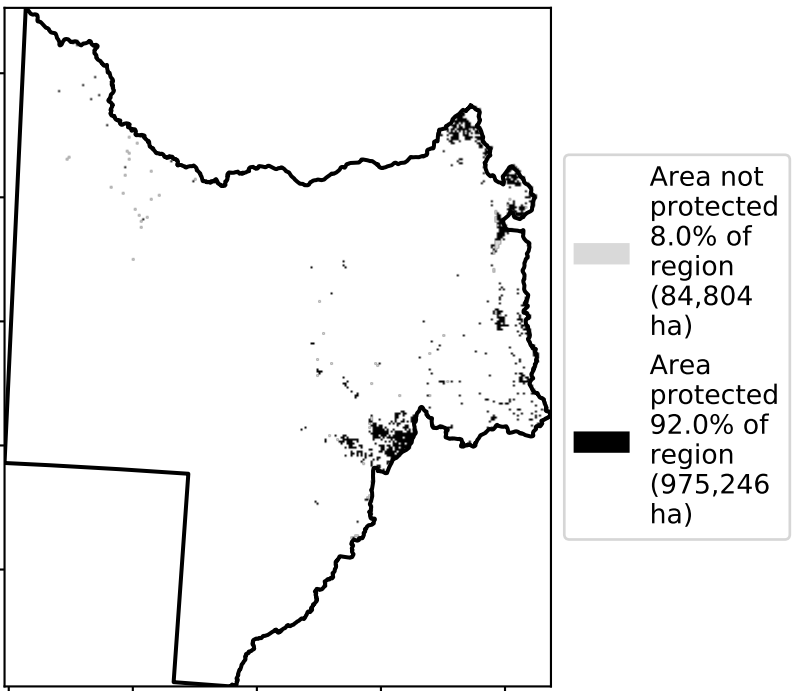 Area not
protected
8.0% of
region
(84,804
ha)
Area
protected
92.0% of
region
(975,246
ha)